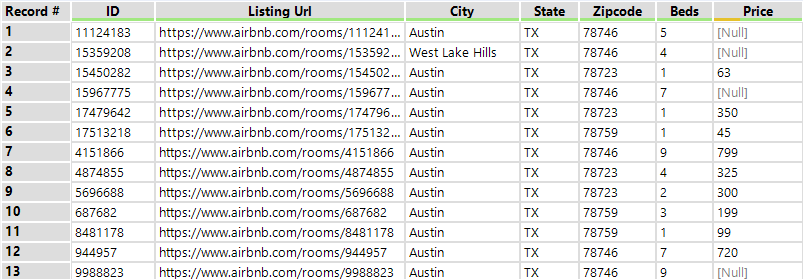 Record # ID Listing Url City State Zipcode Beds Price
1 11124183 https://www.airbnb.com/rooms/111241... Austin TX 78746 5 [Null]
2 15359208 https://www.airbnb.com/rooms/153592... West Lake Hills TX 78746 4 [Null]
3 15450282 https://www.airbnb.com/rooms/154502... Austin TX 78723 1 63
4 15967775 https://www.airbnb.com/rooms/159677... Austin TX 78746 7 [Null]
5 17479642 https://www.airbnb.com/rooms/174796... Austin TX 78723 1 350
6 17513218 https://www.airbnb.com/rooms/175132... Austin TX 78759 1 45
7 4151866 https://www.airbnb.com/rooms/4151866 Austin TX 78746 9 799
8 4874855 https://www.airbnb.com/rooms/4874855 Austin TX 78723 4 325
9 5696688 https://www.airbnb.com/rooms/5696688 Austin TX 78723 2 300
10 687682 https://www.airbnb.com/rooms/687682 Austin TX 78759 3 199
11 8481178 https://www.airbnb.com/rooms/8481178 Austin TX 78759 1 99
12 944957 https://www.airbnb.com/rooms/944957 Austin TX 78746 7 720
13 9988823 https://www.airbnb.com/rooms/9988823 Austin TX 78746 9 [Null]